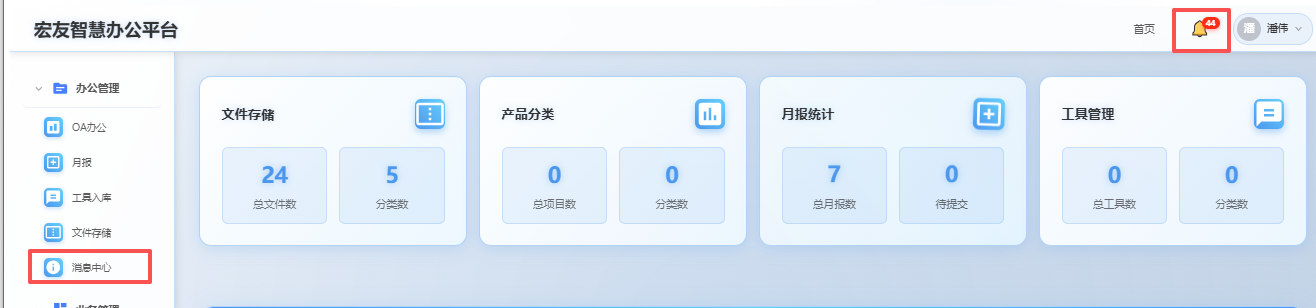 宏友智慧办公平台
首页
44
潘
潘伟
办公管理
OA办公
月报
工具入库
文件存储
消息中心
文件存储
24
总文件数
5
分类数
产品分类
0
总项目数
0
分类数
月报统计
7
总月报数
0
待提交
工具管理
0
总工具数
0
分类数